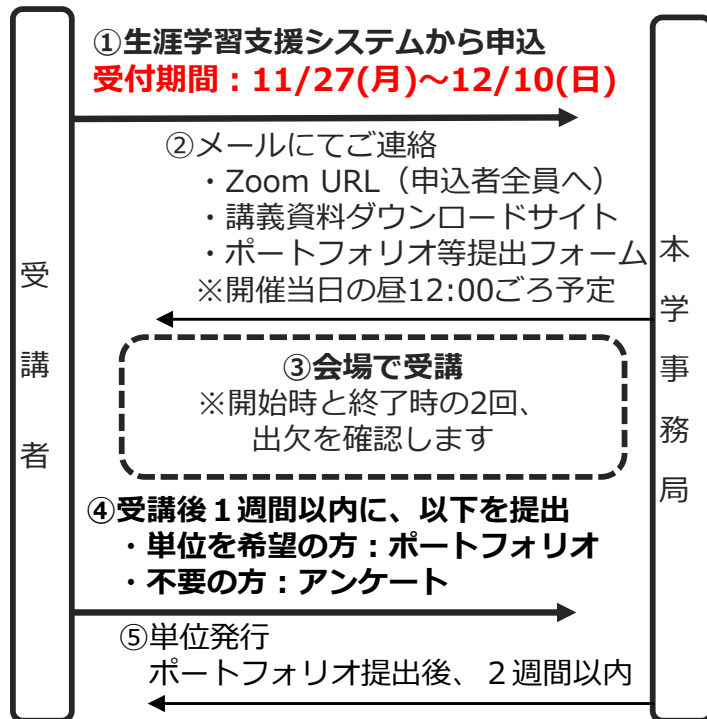 ①生涯学習支援システムから申込
受付期間：11/27(月)～12/10(日)
②メールにてご連絡
・Zoom URL（申込者全員へ）
・講義資料ダウンロードサイト
・ポートフォリオ等提出フォーム
※開催当日の昼12:00ごろ予定
受講者
本学事務局
③会場で受講
※開始時と終了時の2回、
出欠を確認します
④受講後１週間以内に、以下を提出
・単位を希望の方：ポートフォリオ
・不要の方：アンケート
⑤単位発行
ポートフォリオ提出後、２週間以内